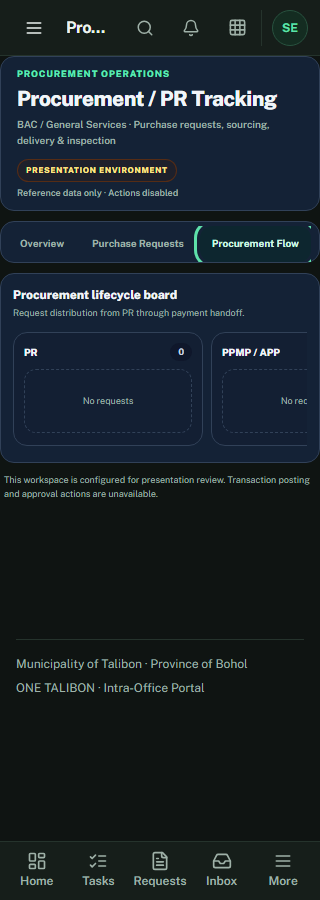 Pro...
SE
PROCUREMENT OPERATIONS
Procurement / PR Tracking
BAC / General Services · Purchase requests, sourcing,
delivery & inspection
PRESENTATION ENVIRONMENT
Reference data only · Actions disabled
Overview Purchase Requests Procurement Flow
Procurement lifecycle board
Request distribution from PR through payment handoff.
PR 0 PPMP / APP
No requests No rec
This workspace is configured for presentation review. Transaction posting
and approval actions are unavailable.
Municipality of Talibon · Province of Bohol
ONE TALIBON · Intra-Office Portal
Home Tasks Requests Inbox More